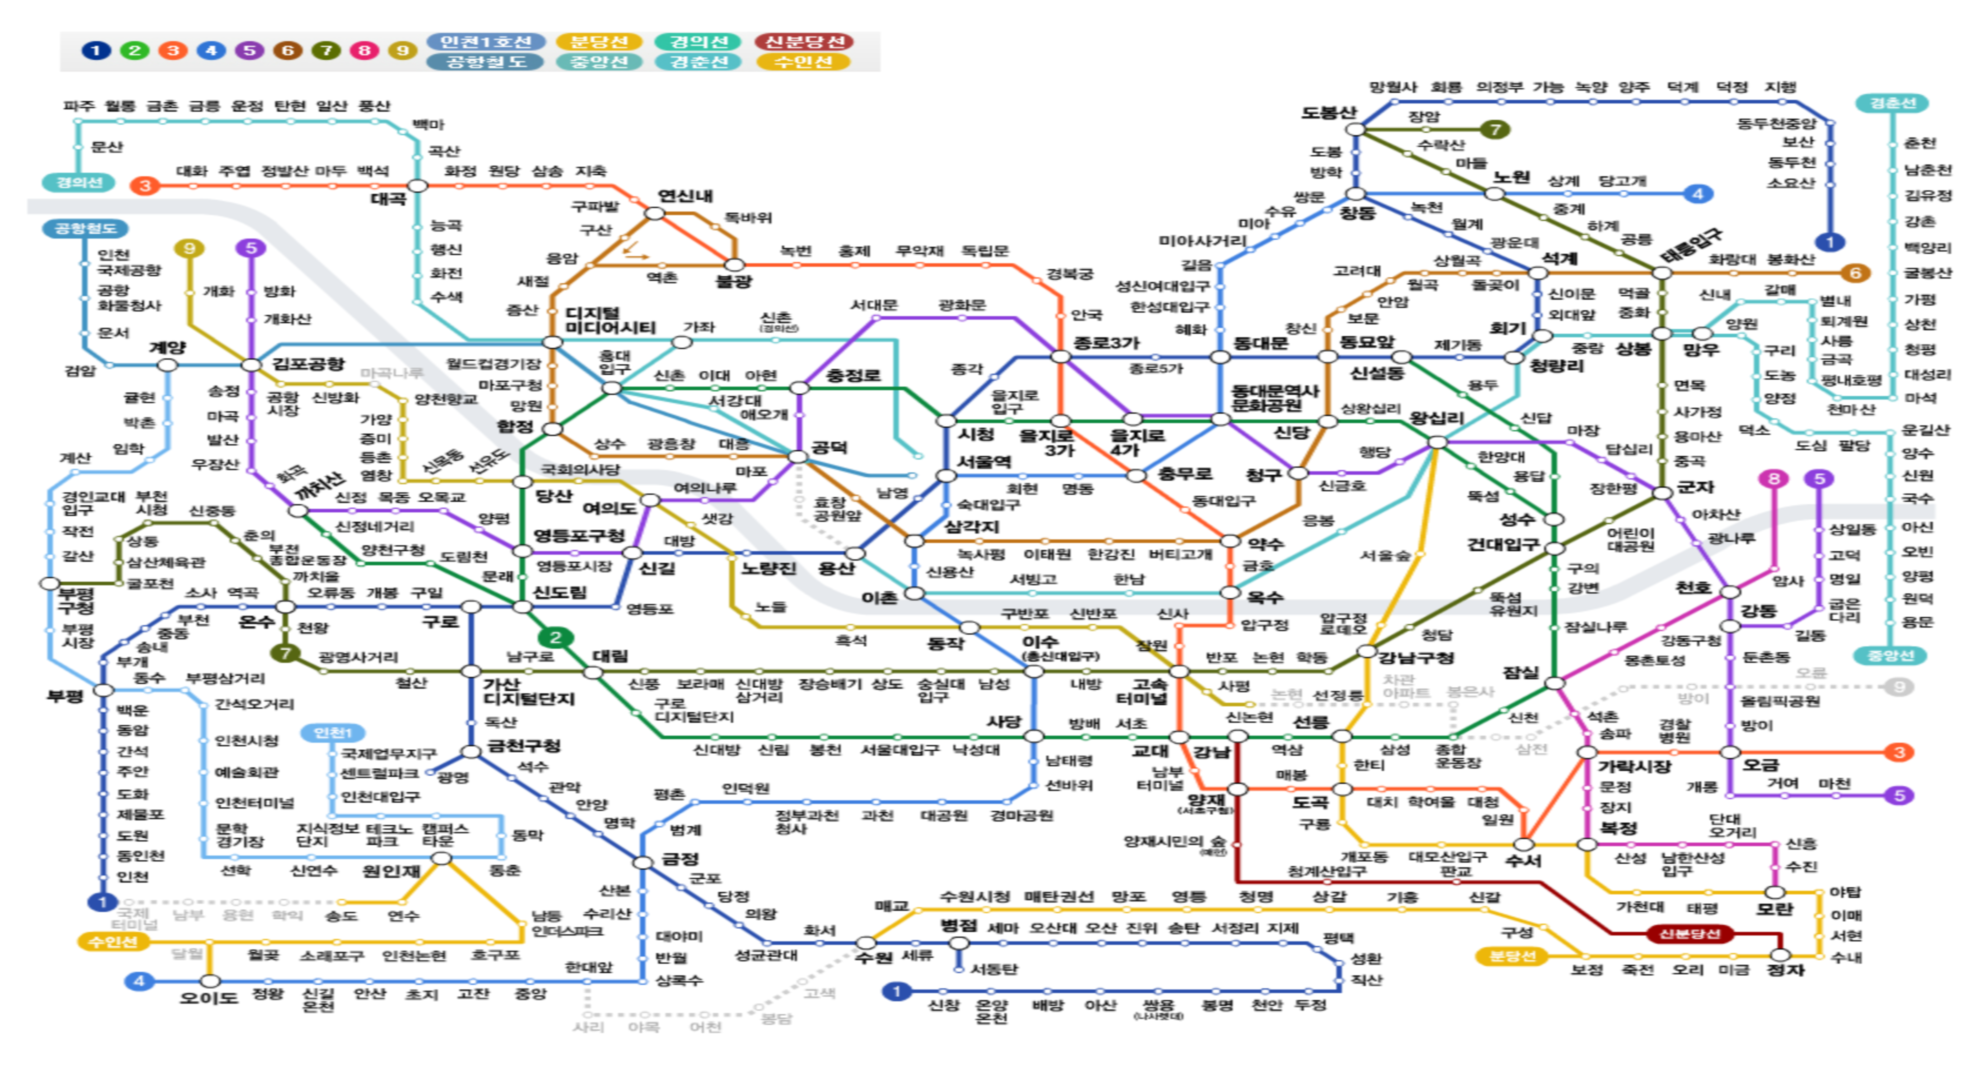 1 2 3 4 5 6 7 8 9
인천1호선 분당선 경의선 신분당선
공항철도 중앙선 경춘선 수인선
파주 월롱 금촌 금릉 운정 탄현 일산 풍산
백마
문산
곡산
경의선
3 대화 주엽 정발산 마두 백석
대곡
화정 원당 삼송 지축
구파발
연신내
독바위
구산
응암
역촌
불광
녹번 홍제 무악재 독립문
경복궁
안국
새절
증산
능곡
행신
화전
수색
디지털
미디어시티
가좌
신촌
(경의선)
서대문
광화문
공항철도
인천
국제공항
공항
화물청사
운서
검암
계양
9
개화
5
방화
개화산
김포공항
마곡나루
귤현
박촌
임학
계산
송정
마곡
발산
우장산
화곡
까치산
공항
시장
신방화
양천향교
가양
증미
등촌
염창
신목동
선유도
월드컵경기장
마포구청
망원
합정
홍대
입구
신촌 이대 아현
충정로
서강대
애오개
상수 광흥창 대흥
공덕
마포
국회의사당
당산
여의도
여의나루
샛강
효창
공원앞
남영
경인교대
입구
작전
갈산
부평
구청
부평
시장
부천
시청
신중동
상동
삼산체육관
굴포천
춘의
부천
종합운동장
까치울
신정 목동 오목교
신정네거리
양천구청
도림천
양평
영등포구청
영등포시장
문래
신도림
신길
대방
노량진
용산
영등포
노들
흑석
소사 역곡
부천
중동
송내
부개
부평
온수
오류동 개봉 구일
구로
천왕
7
광명사거리
철산
남구로
2
대림
가산
디지털단지
독산
금천구청
광명
구로
디지털단지
신풍 보라매 신대방
삼거리
장승배기 상도 숭실대
입구
남성
이수
(총신대입구)
내방
고속
터미널
반포 논현 학동
강남구청
청담
뚝섬
유원지
건대입구
어린이
대공원
군자
신대방 신림 봉천 서울대입구 낙성대
사당
방배 서초
교대
강남
역삼
선릉
삼성
종합
운동장
신천
잠실
동작
구반포 신반포
사평
신논현
논현
선정릉
차관
아파트
봉은사
삼전
방이
오륜
9
종각
종로3가
종로5가
동대문
동묘앞
신설동
제기동
청량리
회기
을지로
입구
시청
을지로
3가
을지로
4가
동대문역사
문화공원
신당
상왕십리
왕십리
서울역
회현 명동
충무로
숙대입구
삼각지
녹사평 이태원 한강진 버티고개
약수
동대입구
청구
신금호
행당
신용산
이촌
서빙고
한남
응봉
금호
옥수
압구정
신사
잠원
서울숲
압구정
로데오
창신
보문
안암
고려대
월곡
상월곡
돌곶이
석계
태릉입구
화랑대 봉화산
6
미아
수유
쌍문
미아사거리
길음
성신여대입구
한성대입구
혜화
창동
녹천
월계
광운대
신이문
외대앞
도봉산
도봉
방학
망월사 회룡 의정부 가능 녹양 양주 덕계 덕정 지행
장암
7
수락산
마들
노원
상계 당고개
4
중계
하계
공릉
동두천중앙
보산
동두천
소요산
1
먹골
중화
상봉
망우
중랑
신내
갈매
별내
퇴계원
사릉
금곡
평내호평
천마산
마석
양원
구리
도농
양정
덕소
도심 팔당
운길산
경춘선
춘천
남춘천
김유정
강촌
백양리
굴봉산
가평
상천
청평
대성리
양수
신원
국수
아신
오빈
양평
원덕
용문
중앙선
면목
사가정
용마산
중곡
용두
신답
마장
답십리
장한평
한양대
뚝섬
용답
성수
구의
강변
잠실나루
아차산
광나루
천호
강동
8
암사
5
상일동
고덕
명일
굽은
다리
길동
강동구청
몽촌토성
둔촌동
올림픽공원
방이
오금
3
개롱
거여 마천
5
석촌
송파
가락시장
경찰
병원
문정
장지
복정
단대
오거리
신흥
수진
산성 남한산성
입구
모란
야탑
이매
서현
수내
정자
가천대 태평
신분당선
남부
터미널
양재
(서초구청)
매봉
도곡
한티
대치 학여울 대청
일원
수서
구룡
개포동 대모산입구
양재시민의 숲
(매헌)
청계산입구
판교
남태령
선바위
경마공원
대공원
과천
정부과천
청사
인덕원
평촌
범계
금정
석수
관악
안양
명학
군포
당정
의왕
성균관대
화서
수원
산본
수리산
대야미
반월
상록수
한대앞
중앙
고잔
초지
안산
신길
온천
정왕
오이도
4
사리 야목 어천 봉담 고색
매교
수원시청 매탄권선 망포 영통 청명 상갈 기흥 신갈
구성
분당선
보정 죽전 오리 미금
병점
세류
서동탄
세마 오산대 오산 진위 송탄 서정리 지제
평택
성환
직산
1 신창 온양
온천
배방 아산 쌍용
(나사렛대)
봉명 천안 두정
동수
부평삼거리
간석오거리
인천시청
예술회관
인천터미널
문학
경기장
선학
신연수
원인재
동춘
동막
캠퍼스
타운
테크노
파크
지식정보
단지
인천1
국제업무지구
센트럴파크
인천대입구
백운
동암
간석
주안
도화
제물포
도원
동인천
인천
1
국제
터미널
남부 용현 학익 송도 연수
남동
인더스파크
수인선
달월
월곶 소래포구 인천논현 호구포